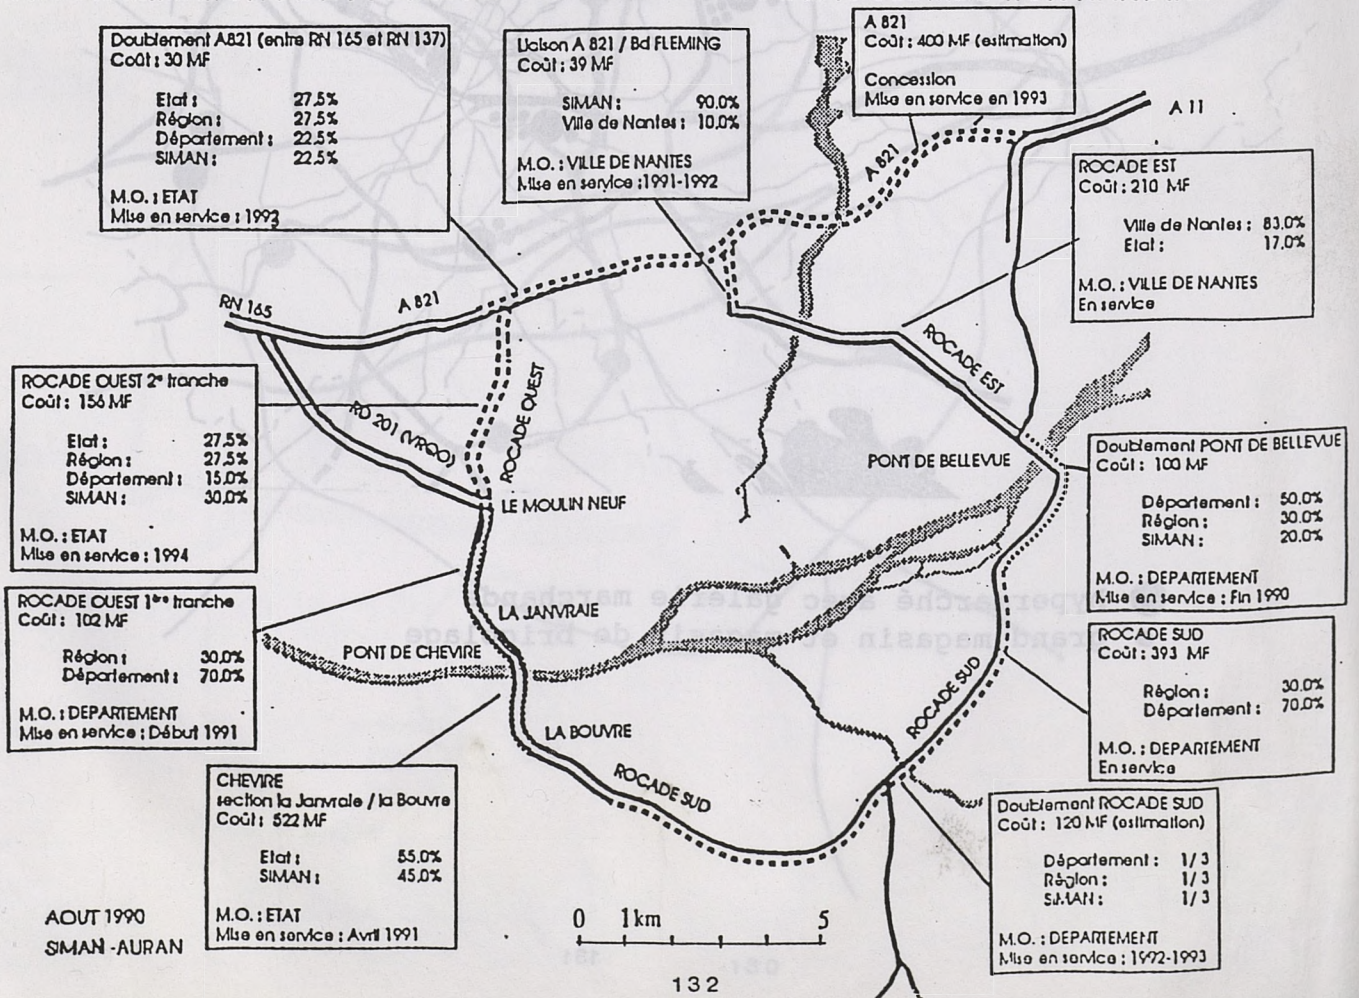 Doublement A821 (entre RN 165 et RN 137)
Coût : 30 MF
Etat : 27.5%
Région : 27.5%
Département : 22.5%
SIMAN : 22.5%
M.O. : ETAT
Mise en service : 1992
Liaison A 821 / Bd FLEMING
Coût : 39 MF
SIMAN : 90.0%
Ville de Nantes : 10.0%
M.O. : VILLE DE NANTES
Mise en service : 1991-1992
A 821
Coût : 400 MF (estimation)
Concession
Mise en service en 1993
A 11
A 821
ROCADE EST
Coût : 210 MF
Ville de Nantes : 83.0%
Etat : 17.0%
M.O. : VILLE DE NANTES
En service
RN 165
A 821
ROCADE EST
ROCADE OUEST 2e tranche
Coût : 156 MF
Etat : 27.5%
Région : 27.5%
Département : 15.0%
SIMAN : 30.0%
M.O. : ETAT
Mise en service : 1994
RD 201 (VRQO)
ROCADE OUEST
LE MOULIN NEUF
PONT DE BELLEVUE
Doublement PONT DE BELLEVUE
Coût : 100 MF
Département : 50.0%
Région : 30.0%
SIMAN : 20.0%
M.O. : DEPARTEMENT
Mise en service : Fin 1990
ROCADE OUEST 1ère tranche
Coût : 102 MF
Région : 30.0%
Département : 70.0%
M.O. : DEPARTEMENT
Mise en service : Début 1991
LA JANVRAIE
PONT DE CHEVIRE
hypermarché avec galerie marchande
grand magasin et magasin de bricolage
ROCADE SUD
Coût : 393 MF
Région : 30.0%
Département : 70.0%
M.O. : DEPARTEMENT
En service
LA BOUVRE
ROCADE SUD
ROCADE SUD
CHEVIRE
section la Janvraie / la Bouvre
Coût : 522 MF
Etat : 55.0%
SIMAN : 45.0%
M.O. : ETAT
Mise en service : Avril 1991
Doublement ROCADE SUD
Coût : 120 MF (estimation)
Département : 1/3
Région : 1/3
SIMAN : 1/3
M.O. : DEPARTEMENT
Mise en service : 1992-1993
AOUT 1990
SIMAN-AURAN
0 1km 5
132